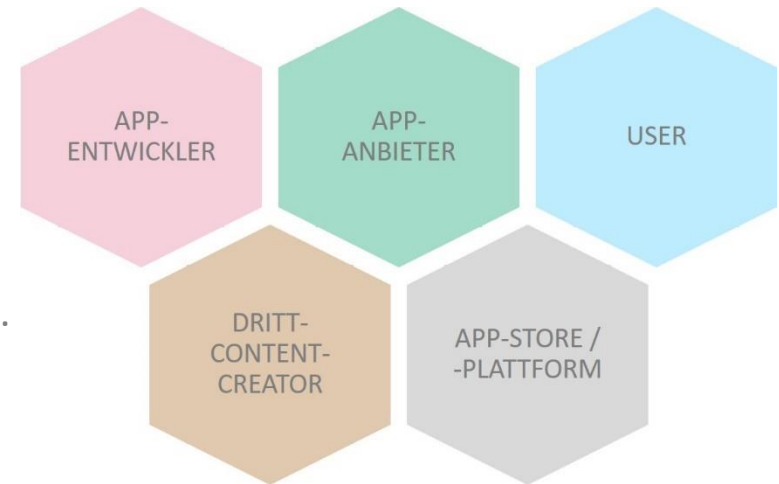 APP-
ENTWICKLER
APP-
ANBIETER
USER
.
DRITT-
CONTENT-
CREATOR
APP-STORE /
-PLATTFORM